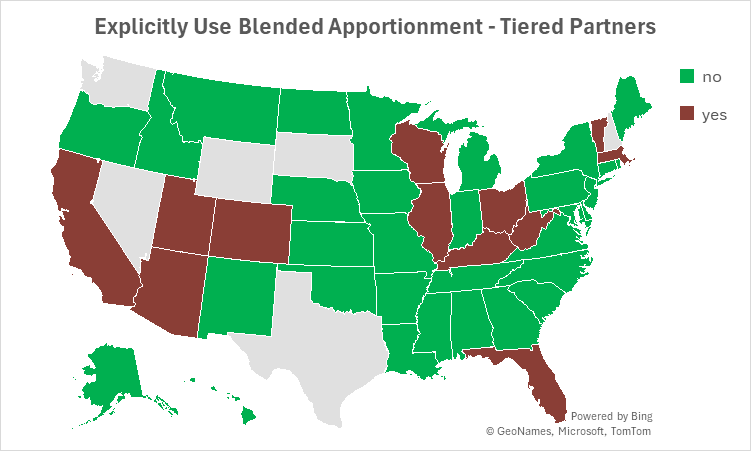 Explicitly Use Blended Apportionment - Tiered Partners
no
yes
Powered by Bing
© GeoNames, Microsoft, TomTom